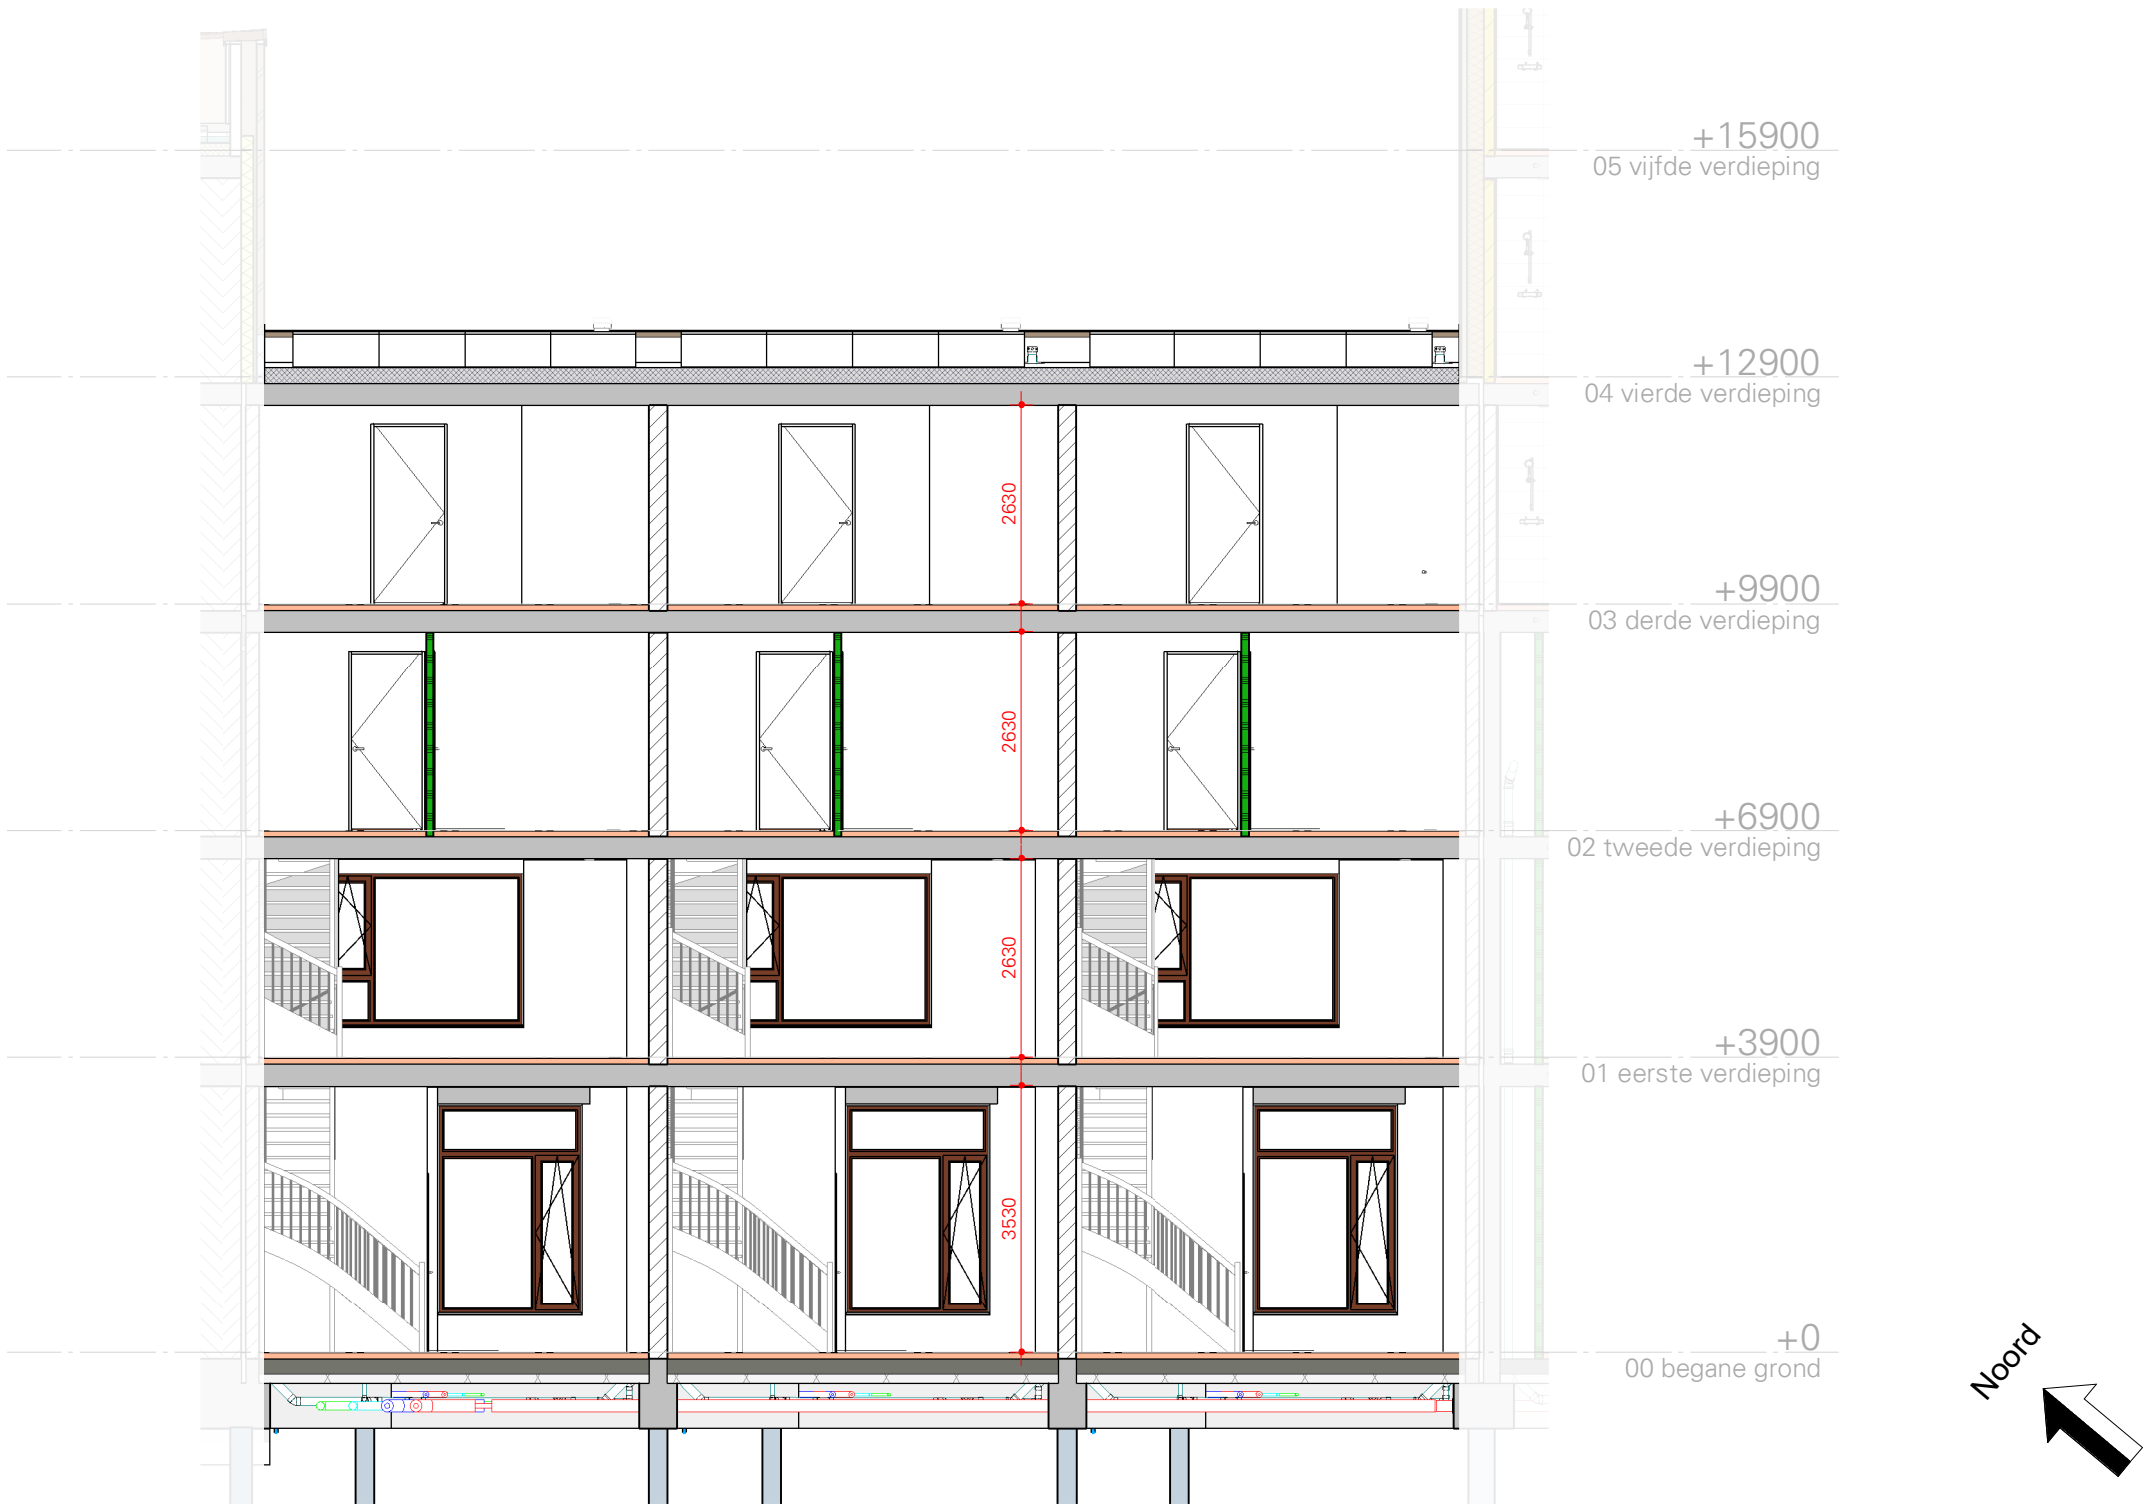 +15900
05 vijfde verdieping
+12900
04 vierde verdieping
2630
+9900
03 derde verdieping
2630
+6900
02 tweede verdieping
2630
+3900
01 eerste verdieping
3530
+0
00 begane grond
Noord